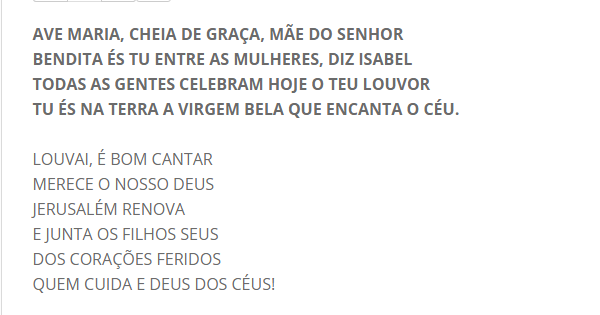 AVE MARIA, CHEIA DE GRAÇA, MÃE DO SENHOR
BENDITA ÉS TU ENTRE AS MULHERES, DIZ ISABEL
TODAS AS GENTES CELEBRAM HOJE O TEU LOUVOR
TU ÉS NA TERRA A VIRGEM BELA QUE ENCANTA O CÉU.
LOUVAI, É BOM CANTAR
MERECE O NOSSO DEUS
JERUSALÉM RENOVA
E JUNTA OS FILHOS SEUS
DOS CORAÇÕES FERIDOS
QUEM CUIDA E DEUS DOS CÉUS!